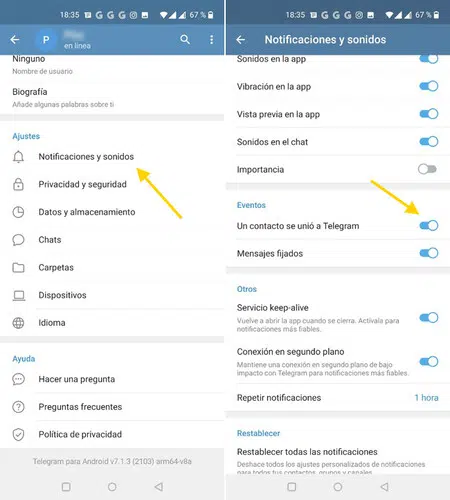 18:35
67 %
P
en línea
Ninguno
Nombre de usuario
Biografía
Añade algunas palabras sobre ti
Ajustes
Notificaciones y sonidos
Privacidad y seguridad
Datos y almacenamiento
Chats
Carpetas
Dispositivos
Idioma
Ayuda
Hacer una pregunta
Preguntas frecuentes
Política de privacidad
Telegram para Android v7.1.3 (2103) arm64-v8a
18:35
67 %
Notificaciones y sonidos
Sonidos en la app
Vibración en la app
Vista previa en la app
Sonidos en el chat
Importancia
Eventos
Un contacto se unió a Telegram
Mensajes fijados
Otros
Servicio keep-alive
Vuelve a abrir la app cuando se cierra. Actívala para
notificaciones más fiables.
Conexión en segundo plano
Mantiene una conexión en segundo plano de bajo
impacto con Telegram para notificaciones más fiables.
Repetir notificaciones 1 hora
Restablecer
Restablecer todas las notificaciones
Deshace todos los ajustes personalizados de notificaciones
para todos tus contactos, grupos y canales.